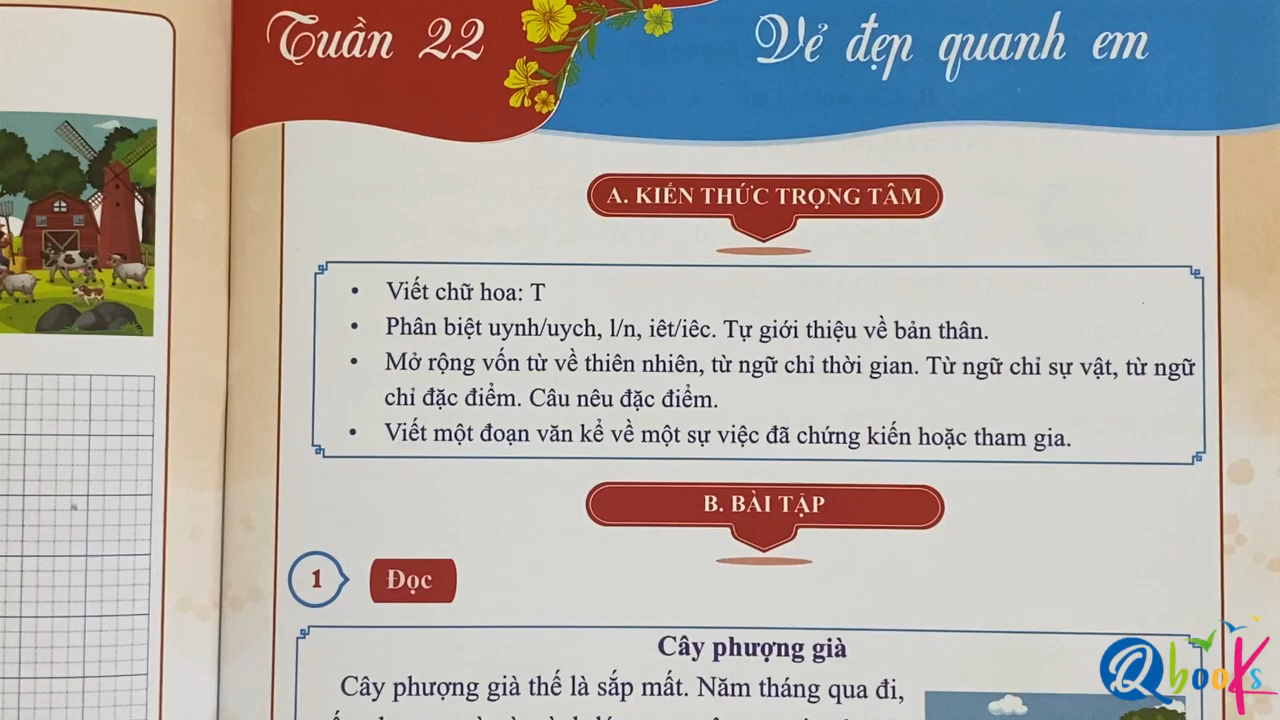 Tuần 22
Vẻ đẹp quanh em
A. KIẾN THỨC TRỌNG TÂM
• Viết chữ hoa: T
• Phân biệt uynh/uych, l/n, iêt/iêc. Tự giới thiệu về bản thân.
• Mở rộng vốn từ về thiên nhiên, từ ngữ chỉ thời gian. Từ ngữ chỉ sự vật, từ ngữ
chỉ đặc điểm. Câu nêu đặc điểm.
• Viết một đoạn văn kể về một sự việc đã chứng kiến hoặc tham gia.
B. BÀI TẬP
1 Đọc
Cây phượng già
Cây phượng già thế là sắp mất. Năm tháng qua đi,
Qbooks